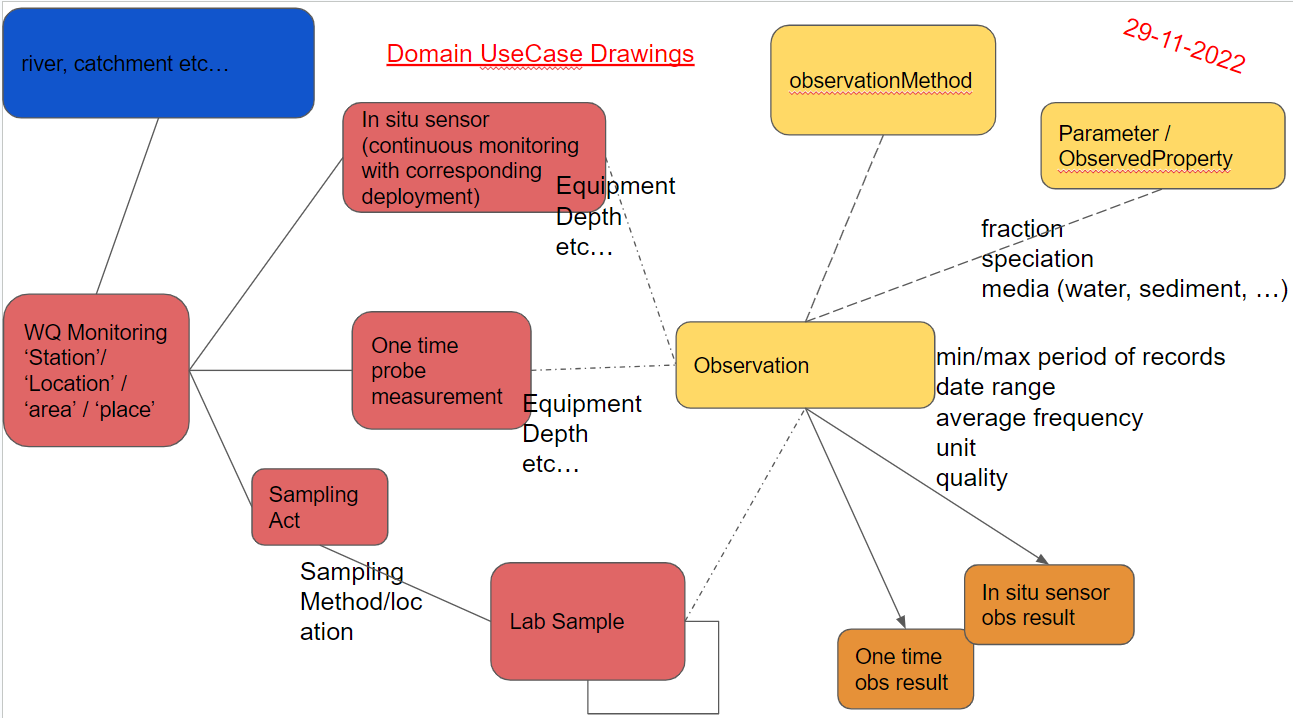 Domain UseCase Drawings
29-11-2022
river, catchment etc…
observationMethod
In situ sensor
(continuous monitoring
with corresponding
deployment)
Equipment
Depth
etc…
Parameter /
ObservedProperty
fraction
speciation
media (water, sediment, …)
WQ Monitoring
‘Station’/
‘Location’ /
‘area’ / ‘place’
One time
probe
measurement
Equipment
Depth
etc…
Observation
min/max period of records
date range
average frequency
unit
quality
Sampling
Act
Sampling
Method/loc
ation
Lab Sample
In situ sensor
obs result
One time
obs result